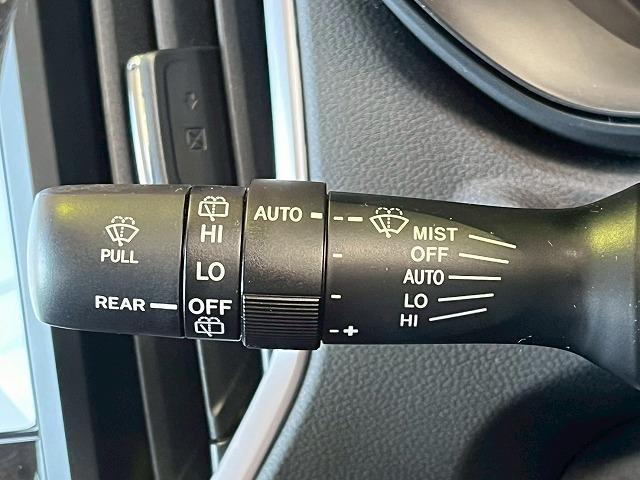 PULL
REAR
HI
LO
OFF
AUTO
- -
-
-
- +
MIST
OFF
AUTO
LO
HI